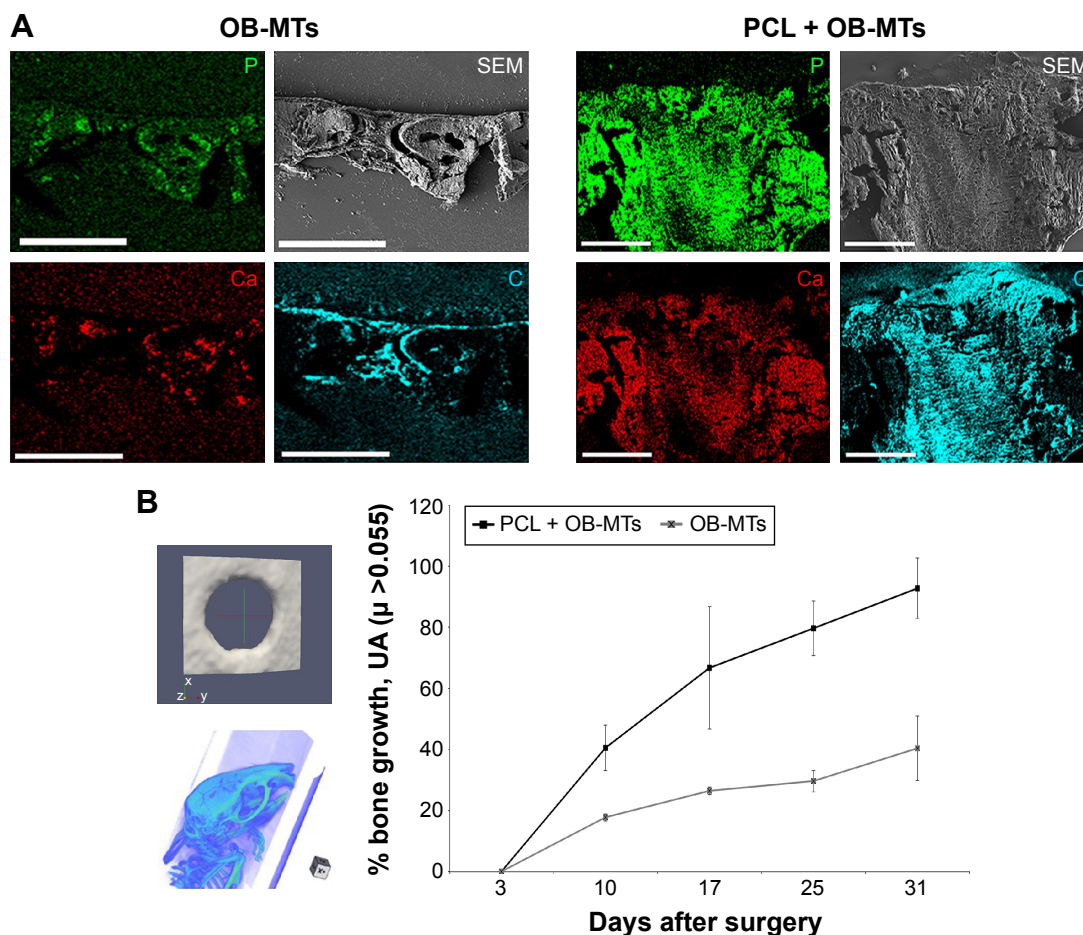 A
OB-MTs
PCL + OB-MTs
P
SEM
P
SEM
Ca
C
Ca
C
B
x
z
y
120
100
80
60
40
20
0
% bone growth, UA (μ >0.055)
PCL + OB-MTs
OB-MTs
3 10 17 25 31
Days after surgery